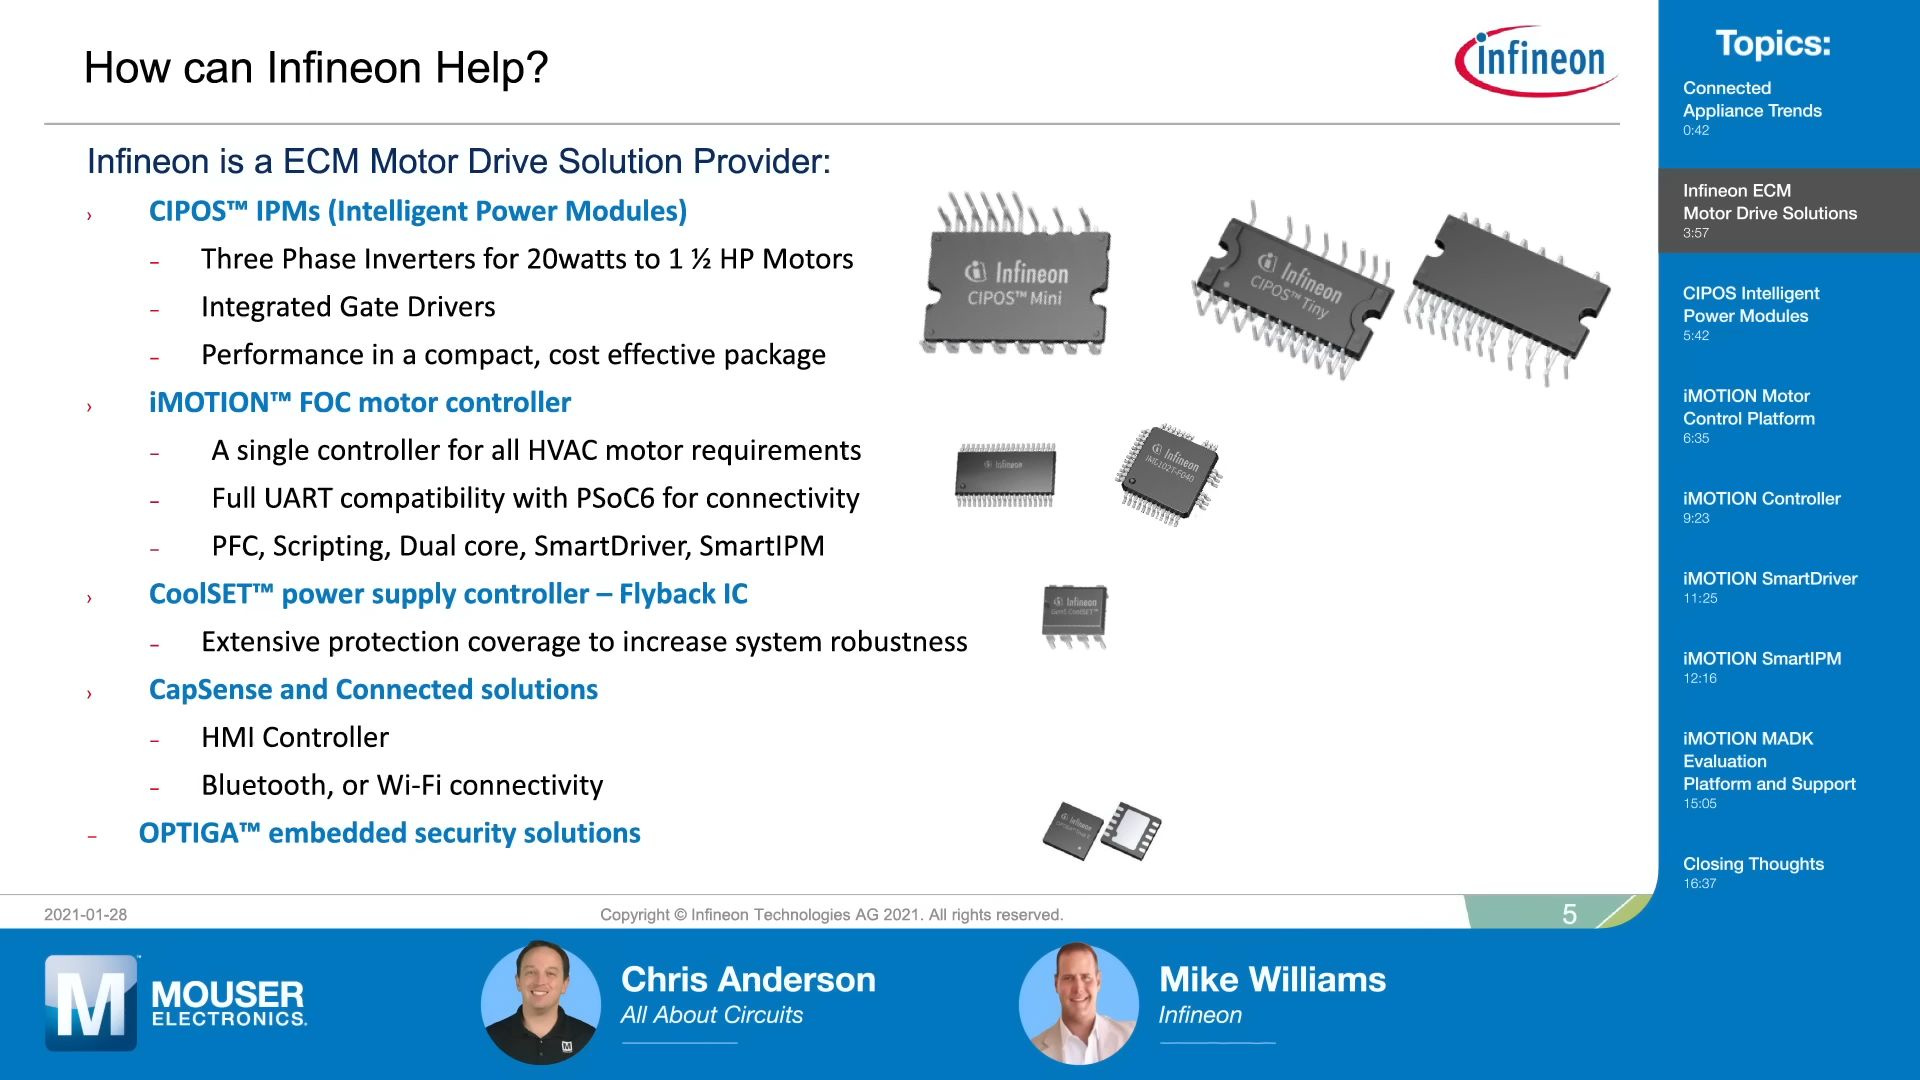 How can Infineon Help?
infineon
Infineon is a ECM Motor Drive Solution Provider:
› CIPOS™ IPMs (Intelligent Power Modules)
– Three Phase Inverters for 20watts to 1 ½ HP Motors
– Integrated Gate Drivers
– Performance in a compact, cost effective package
› iMOTION™ FOC motor controller
– A single controller for all HVAC motor requirements
– Full UART compatibility with PSoC6 for connectivity
– PFC, Scripting, Dual core, SmartDriver, SmartIPM
› CoolSET™ power supply controller – Flyback IC
– Extensive protection coverage to increase system robustness
› CapSense and Connected solutions
– HMI Controller
– Bluetooth, or Wi-Fi connectivity
– OPTIGA™ embedded security solutions
Infineon
CIPOS™ Mini
Infineon
CIPOS™ Tiny
Infineon
Infineon
Infineon
Infineon
2021-01-28
Copyright © Infineon Technologies AG 2021. All rights reserved.
5
Topics:
Connected
Appliance Trends
0:42
Infineon ECM
Motor Drive Solutions
3:57
CIPOS Intelligent
Power Modules
5:42
iMOTION Motor
Control Platform
6:35
iMOTION Controller
9:23
iMOTION SmartDriver
11:25
iMOTION SmartIPM
12:16
iMOTION MADK
Evaluation
Platform and Support
15:05
Closing Thoughts
16:37
M
MOUSER
ELECTRONICS.
Chris Anderson
All About Circuits
Mike Williams
Infineon